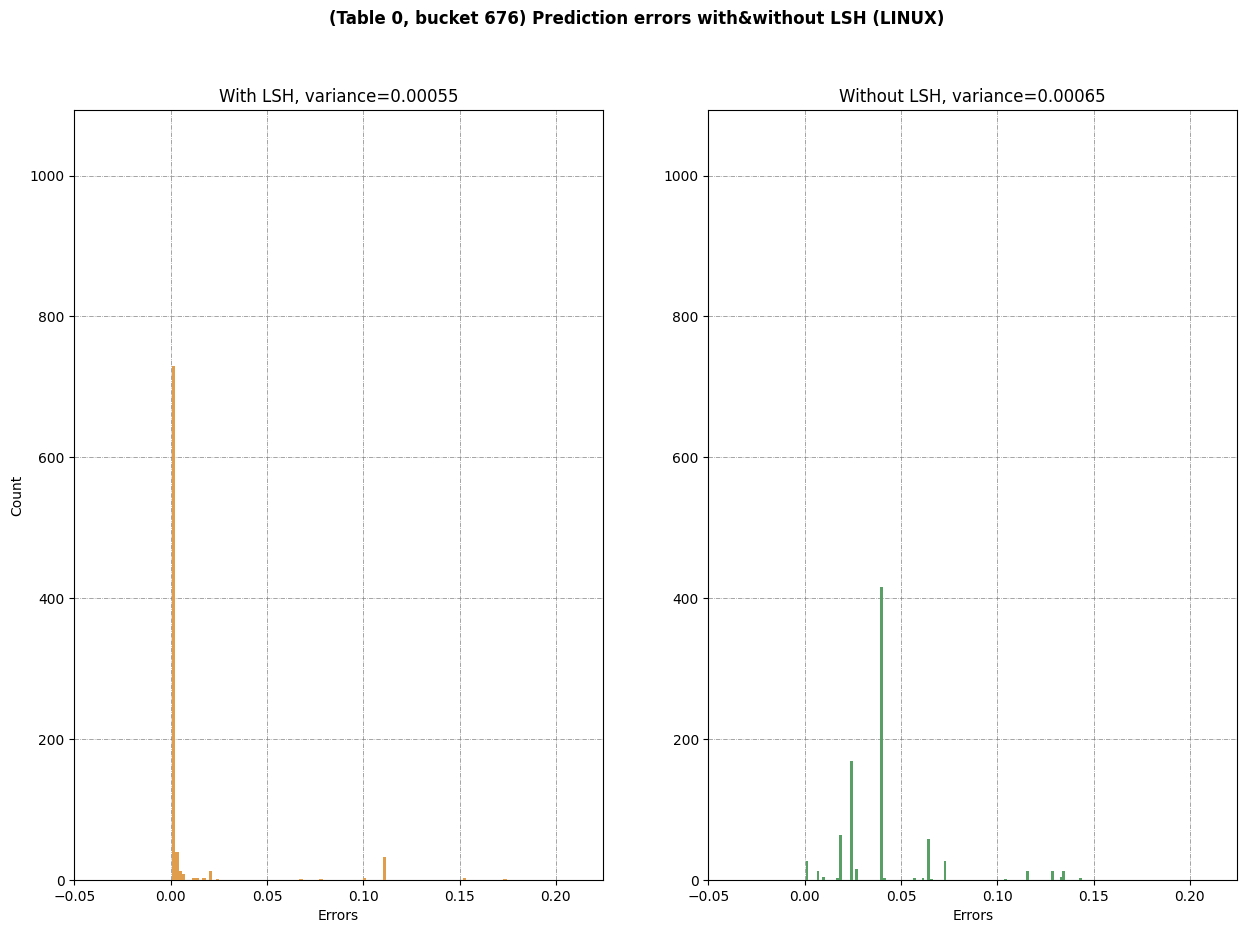 (Table 0, bucket 676) Prediction errors with&without LSH (LINUX)
With LSH, variance=0.00055
1000
800
600
400
200
0
Count
−0.05 0.00 0.05 0.10 0.15 0.20
Errors
Without LSH, variance=0.00065
1000
800
600
400
200
0
−0.05 0.00 0.05 0.10 0.15 0.20
Errors